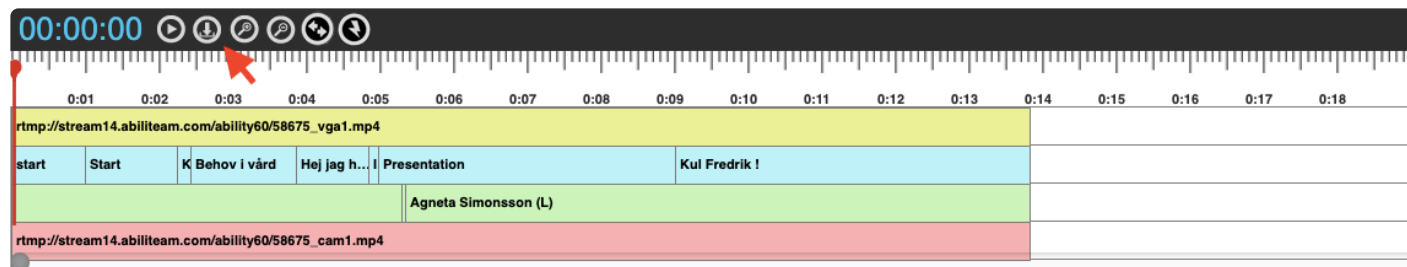 00:00:00
0:01 0:02 0:03 0:04 0:05 0:06 0:07 0:08 0:09 0:10 0:11 0:12 0:13 0:14 0:15 0:16 0:17 0:18
rtmp://stream14.abiliteam.com/ability60/58675_vga1.mp4
start Start K Behov i vård Hej jag h... I Presentation Kul Fredrik !
Agneta Simonsson (L)
rtmp://stream14.abiliteam.com/ability60/58675_cam1.mp4